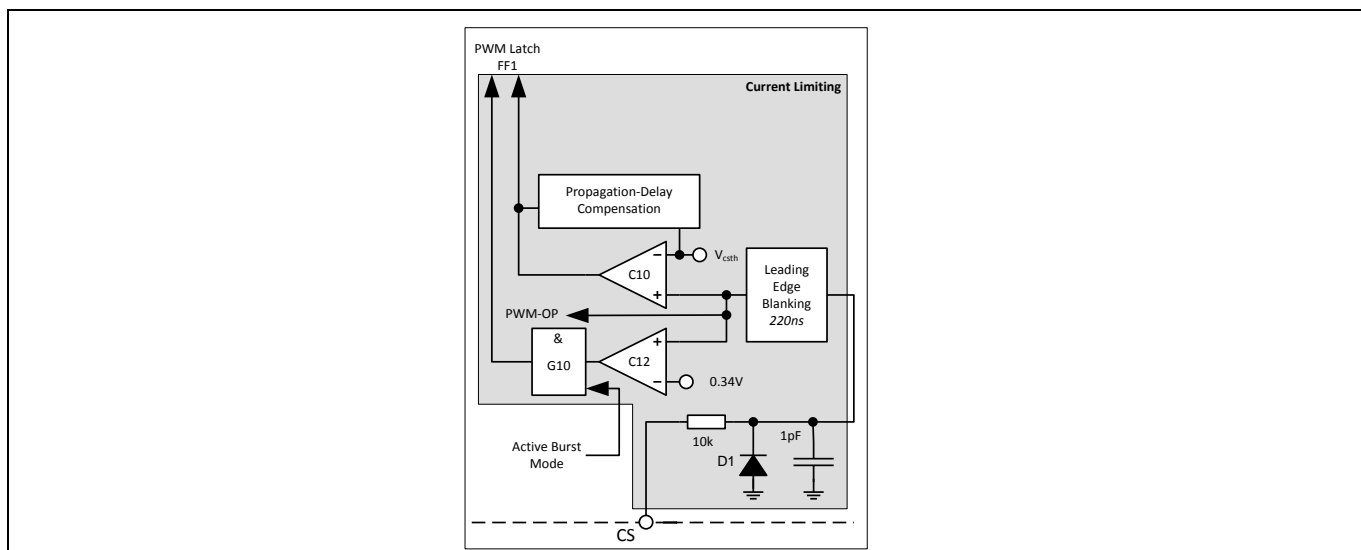 PWM Latch
FF1
Current Limiting
Propagation-Delay
Compensation
Vcsth
C10
Leading
Edge
Blanking
220ns
PWM-OP
&
G10
C12
0.34V
10k
1pF
Active Burst
Mode
D1
CS